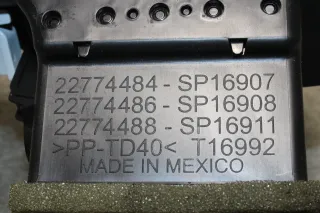 22774484 - SP16907
22774486 - SP16908
22774488 - SP16911
>PP-TD40< T16992
MADE IN MEXICO